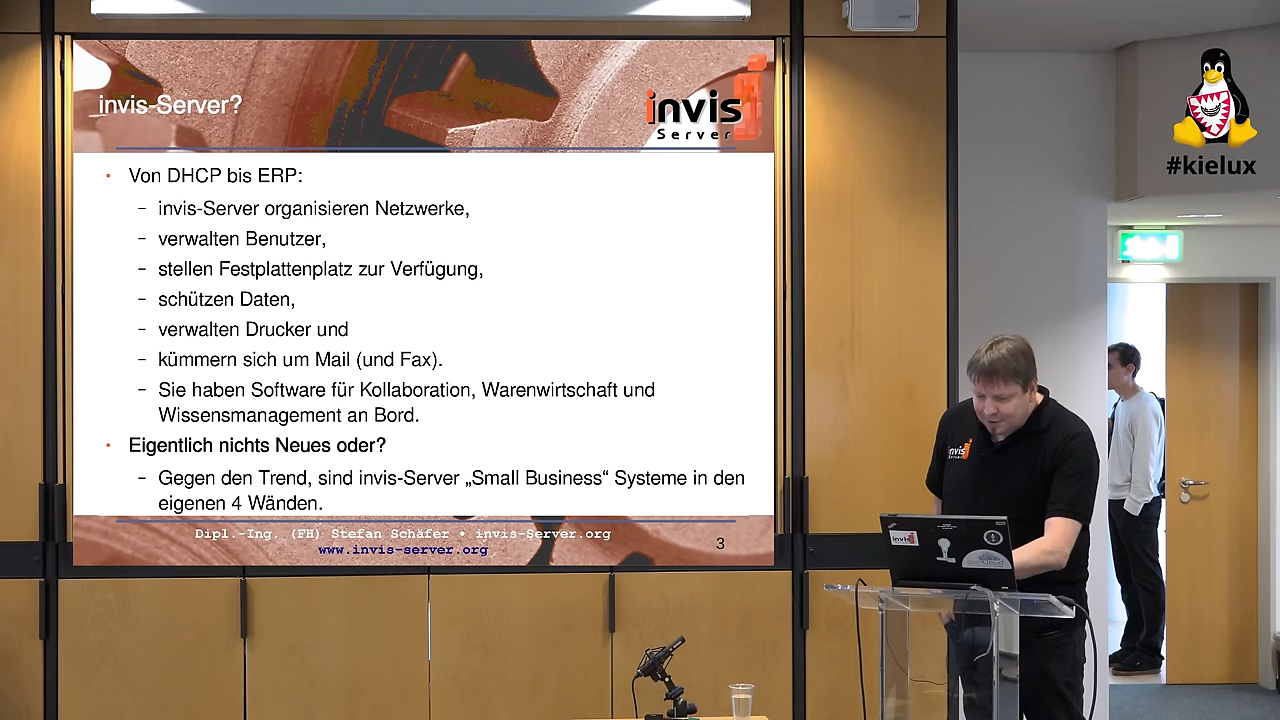 invis-Server?
invis
Server
Von DHCP bis ERP:
– invis-Server organisieren Netzwerke,
– verwalten Benutzer,
– stellen Festplattenplatz zur Verfügung,
– schützen Daten,
– verwalten Drucker und
– kümmern sich um Mail (und Fax).
– Sie haben Software für Kollaboration, Warenwirtschaft und
Wissensmanagement an Bord.
Eigentlich nichts Neues oder?
– Gegen den Trend, sind invis-Server „Small Business“ Systeme in den
eigenen 4 Wänden.
Dipl.-Ing. (FH) Stefan Schäfer • invis-Server.org
www.invis-server.org
3
#kielux
invis
Server
invis